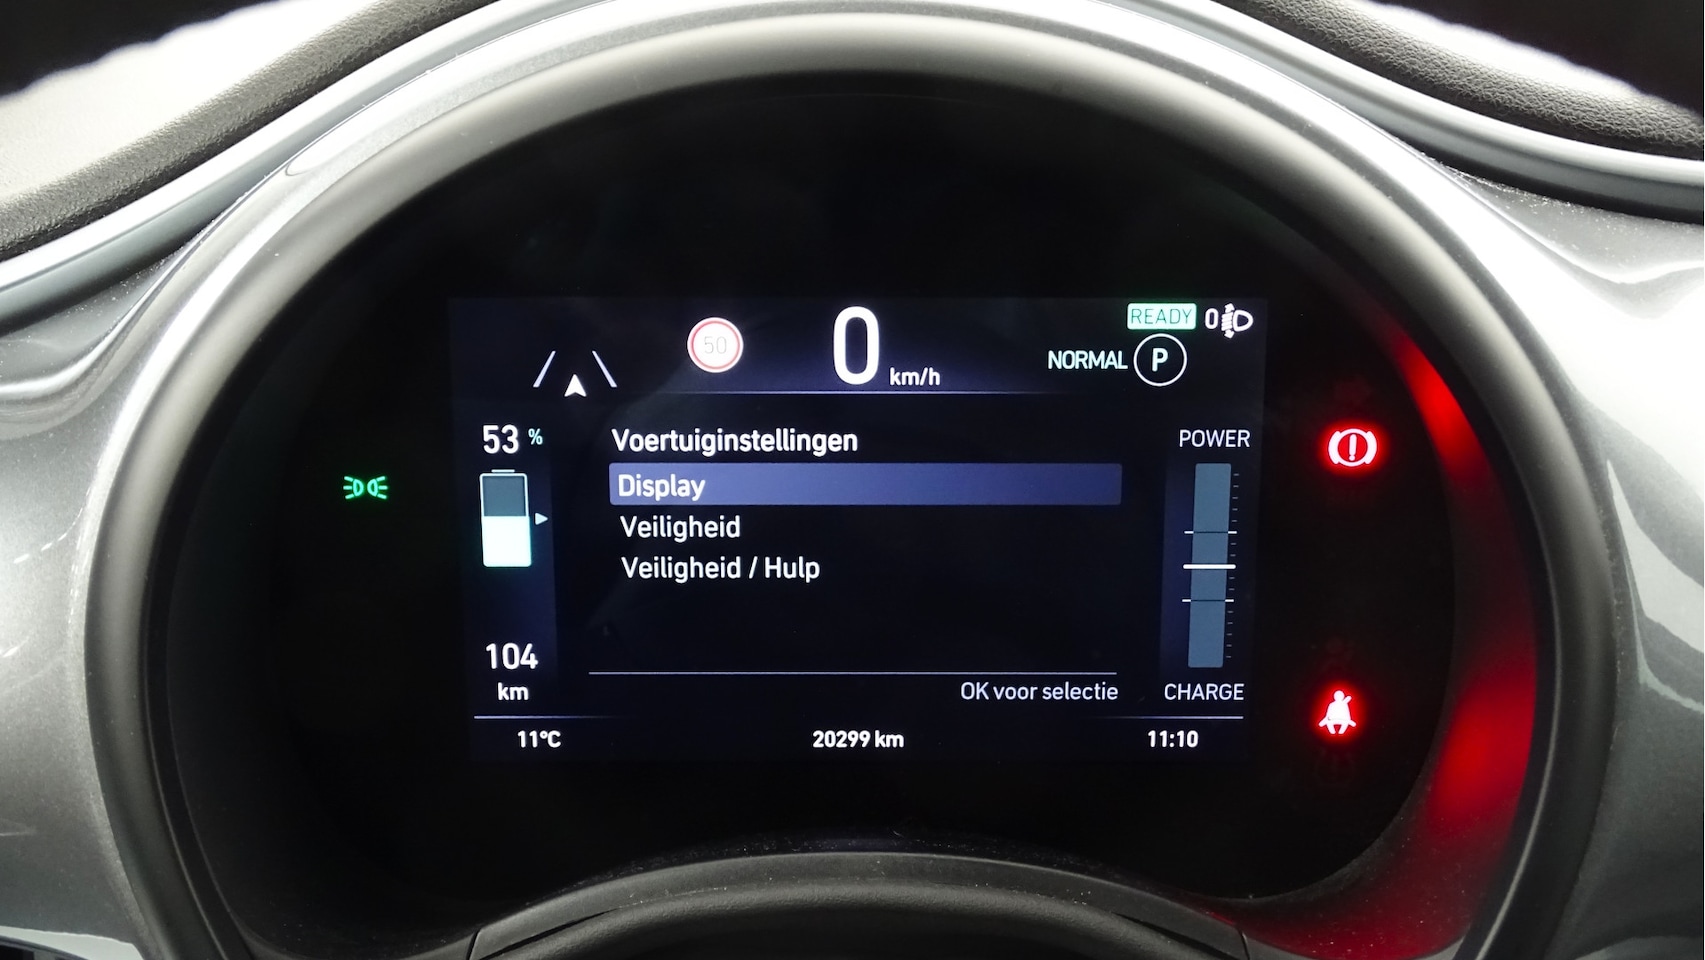 READY 0
50
0 km/h
NORMAL P
53 %
Voertuiginstellingen
POWER
Display
Veiligheid
Veiligheid / Hulp
104
km
OK voor selectie
CHARGE
11°C
20299 km
11:10